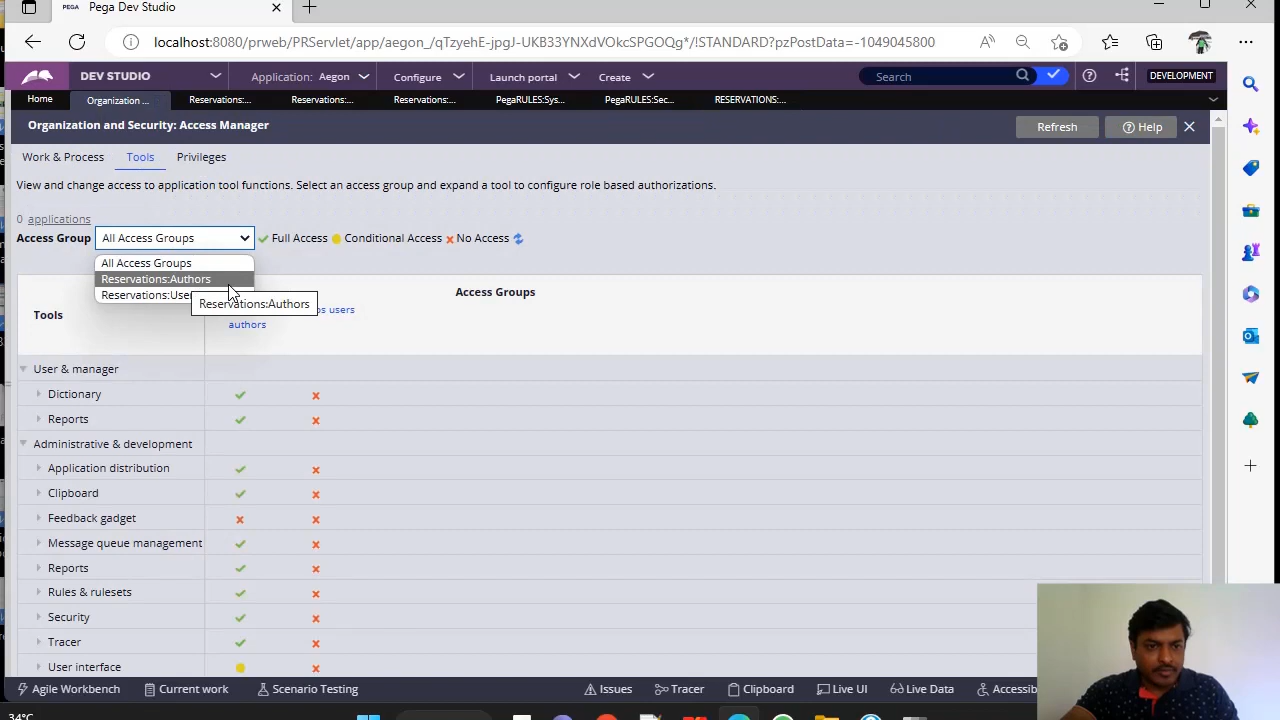 PEGA Pega Dev Studio
localhost:8080/prweb/PRServlet/app/aegon_/qTzyehE-jpgJ-UKB33YNXdVOkcSPGOQg*/!STANDARD?pzPostData=-1049045800
DEV STUDIO Application: Aegon Configure Launch portal Create Search DEVELOPMENT
Home Organization ... Reservations:... Reservations:... Reservations:... PegaRULES:Sys... PegaRULES:Sec... RESERVATIONS:...
Organization and Security: Access Manager Refresh Help
Work & Process Tools Privileges
View and change access to application tool functions. Select an access group and expand a tool to configure role based authorizations.
0 applications
Access Group All Access Groups Full Access Conditional Access No Access
All Access Groups
Reservations:Authors
Reservations:User
Reservations:Authors
Access Groups
Tools
users
authors
User & manager
Dictionary
Reports
Administrative & development
Application distribution
Clipboard
Feedback gadget
Message queue management
Reports
Rules & rulesets
Security
Tracer
User interface
Agile Workbench Current work Scenario Testing Issues Tracer Clipboard Live UI Live Data Accessib
34°C